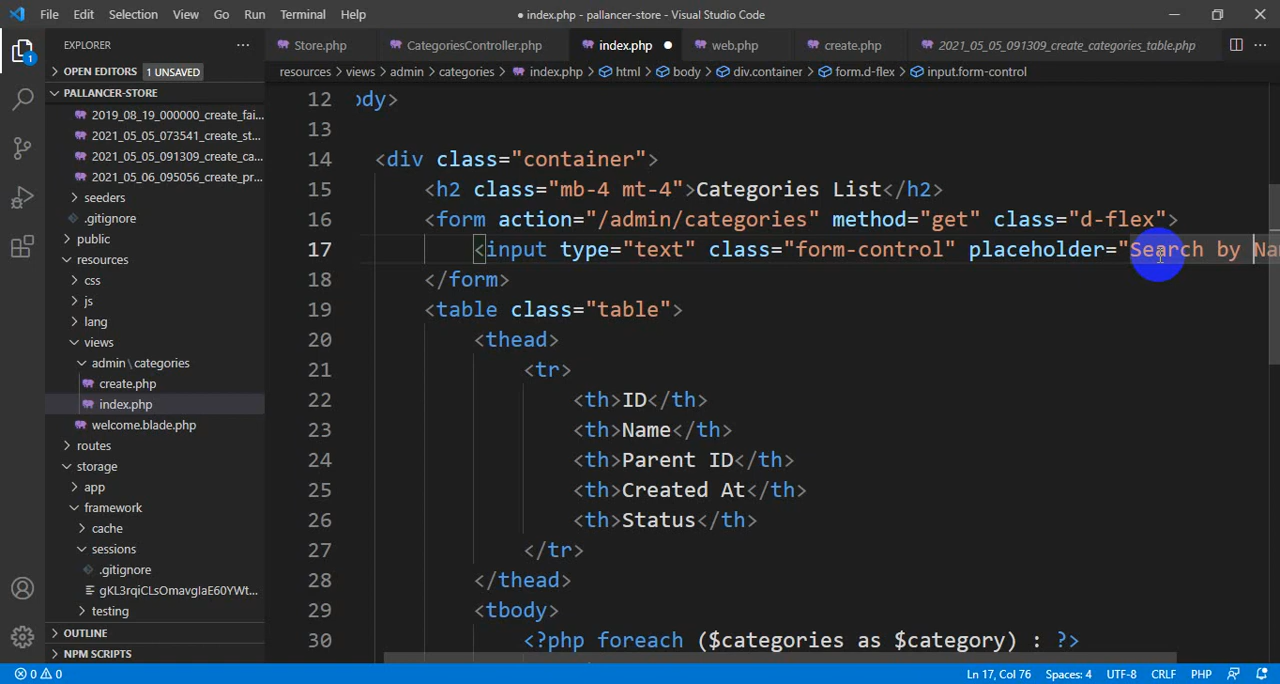 File Edit Selection View Go Run Terminal Help
● index.php - pallancer-store - Visual Studio Code
EXPLORER
Store.php CategoriesController.php index.php web.php create.php 2021_05_05_091309_create_categories_table.php
OPEN EDITORS 1 UNSAVED
resources > views > admin > categories > index.php > html > body > div.container > form.d-flex > input.form-control
PALLANCER-STORE
2019_08_19_000000_create_fai...
2021_05_05_073541_create_st...
2021_05_05_091309_create_ca...
2021_05_06_095056_create_pr...
seeders
.gitignore
public
resources
css
js
lang
views
admin \ categories
create.php
index.php
welcome.blade.php
routes
storage
app
framework
cache
sessions
.gitignore
gKL3rqiCLsOmavgIaE60YWt...
testing
OUTLINE
NPM SCRIPTS
12 ody>
13
14 <div class="container">
15 <h2 class="mb-4 mt-4">Categories List</h2>
16 <form action="/admin/categories" method="get" class="d-flex">
17 <input type="text" class="form-control" placeholder="Search by Na
18 </form>
19 <table class="table">
20 <thead>
21 <tr>
22 <th>ID</th>
23 <th>Name</th>
24 <th>Parent ID</th>
25 <th>Created At</th>
26 <th>Status</th>
27 </tr>
28 </thead>
29 <tbody>
30 <?php foreach ($categories as $category) : ?>
0 0 Ln 17, Col 76 Spaces: 4 UTF-8 CRLF PHP